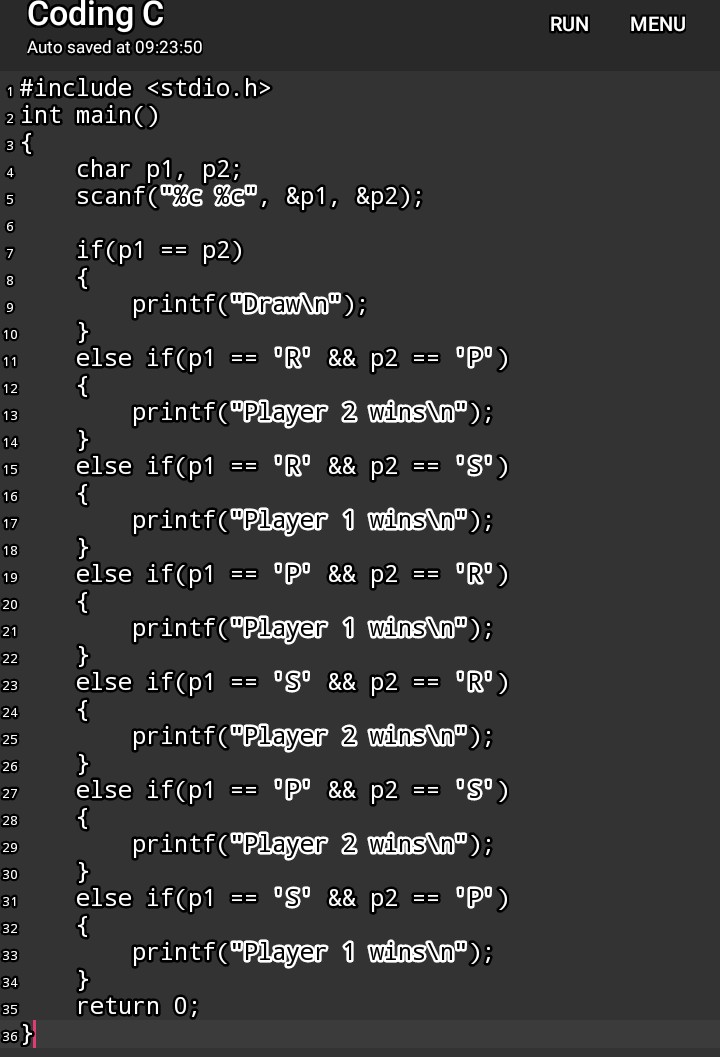 Coding C
Auto saved at 09:23:50
RUN MENU
1 #include <stdio.h>
2 int main()
3 {
4     char p1, p2;
5     scanf("%c %c", &p1, &p2);
6
7     if(p1 == p2)
8     {
9         printf("Draw\n");
10     }
11     else if(p1 == 'R' && p2 == 'P')
12     {
13         printf("Player 2 wins\n");
14     }
15     else if(p1 == 'R' && p2 == 'S')
16     {
17         printf("Player 1 wins\n");
18     }
19     else if(p1 == 'P' && p2 == 'R')
20     {
21         printf("Player 1 wins\n");
22     }
23     else if(p1 == 'S' && p2 == 'R')
24     {
25         printf("Player 2 wins\n");
26     }
27     else if(p1 == 'P' && p2 == 'S')
28     {
29         printf("Player 2 wins\n");
30     }
31     else if(p1 == 'S' && p2 == 'P')
32     {
33         printf("Player 1 wins\n");
34     }
35     return 0;
36 }